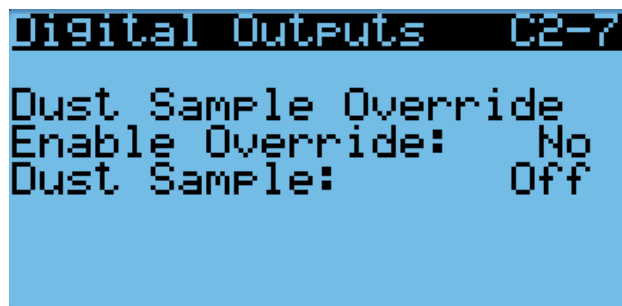 Digital Outputs C2-7
Dust Sample Override
Enable Override: No
Dust Sample: Off